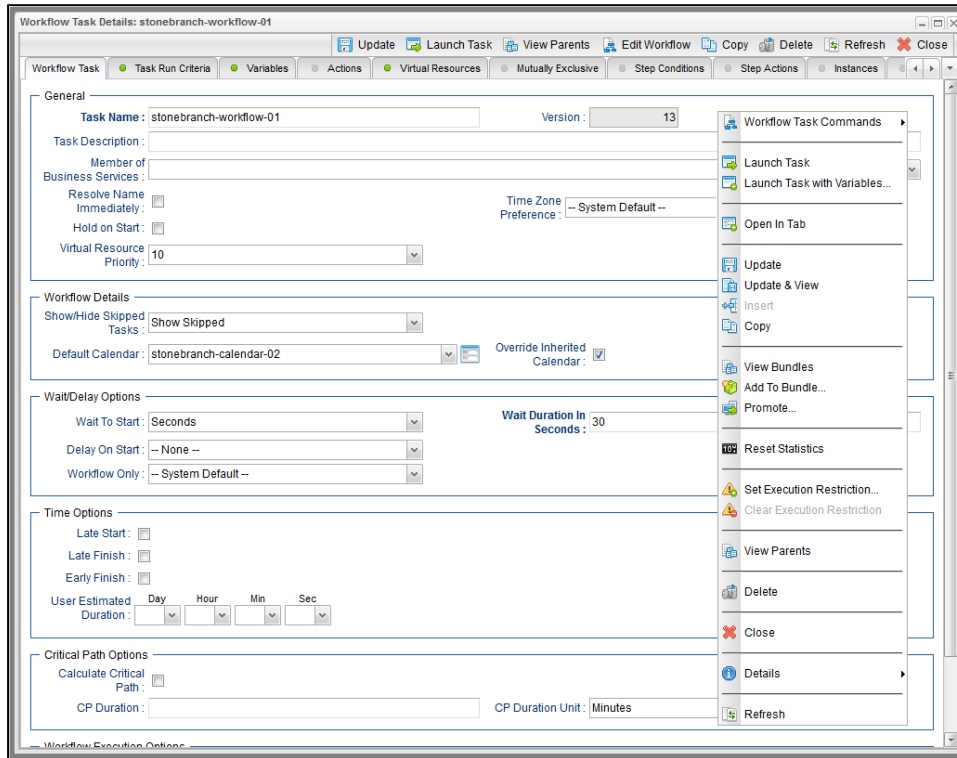 Workflow Task Details: stonebranch-workflow-01
Update Launch Task View Parents Edit Workflow Copy Delete Refresh Close
Workflow Task Task Run Criteria Variables Actions Virtual Resources Mutually Exclusive Step Conditions Step Actions Instances
General
Task Name : stonebranch-workflow-01 Version : 13
Task Description :
Member of
Business Services :
Resolve Name
Immediately :
Time Zone
Preference : -- System Default --
Hold on Start :
Virtual Resource
Priority : 10
Workflow Details
Show/Hide Skipped
Tasks : Show Skipped
Default Calendar : stonebranch-calendar-02
Override Inherited
Calendar :
Wait/Delay Options
Wait To Start : Seconds
Wait Duration In
Seconds : 30
Delay On Start : -- None --
Workflow Only : -- System Default --
Time Options
Late Start :
Late Finish :
Early Finish :
User Estimated
Duration :
Day Hour Min Sec
Critical Path Options
Calculate Critical
Path :
CP Duration : CP Duration Unit : Minutes
Workflow Execution Options
Workflow Task Commands
Launch Task
Launch Task with Variables...
Open In Tab
Update
Update & View
Insert
Copy
View Bundles
Add To Bundle...
Promote...
Reset Statistics
Set Execution Restriction...
Clear Execution Restriction
View Parents
Delete
Close
Details
Refresh